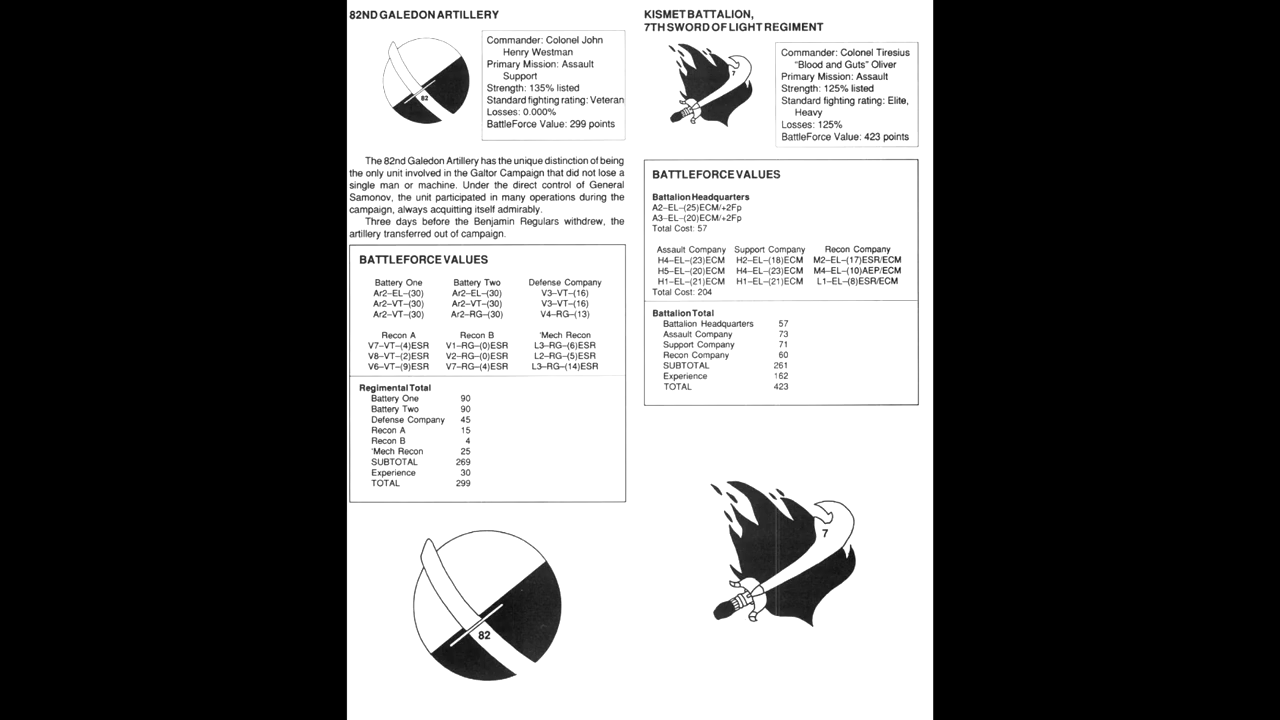 82ND GALEDON ARTILLERY
82
Commander: Colonel John
Henry Westman
Primary Mission: Assault
Support
Strength: 135% listed
Standard fighting rating: Veteran
Losses: 0.000%
BattleForce Value: 299 points
The 82nd Galedon Artillery has the unique distinction of being
the only unit involved in the Galtor Campaign that did not lose a
single man or machine. Under the direct control of General
Samonov, the unit participated in many operations during the
campaign, always acquitting itself admirably.
Three days before the Benjamin Regulars withdrew, the
artillery transferred out of campaign.
BATTLEFORCE VALUES
Battery One Battery Two Defense Company
Ar2–EL–(30) Ar2–EL–(30) V3–VT–(16)
Ar2–VT–(30) Ar2–VT–(30) V3–VT–(16)
Ar2–VT–(30) Ar2–RG–(30) V4–RG–(13)
Recon A Recon B 'Mech Recon
V7–VT–(4)ESR V1–RG–(0)ESR L3–RG–(6)ESR
V8–VT–(2)ESR V2–RG–(0)ESR L2–RG–(5)ESR
V6–VT–(9)ESR V7–RG–(4)ESR L3–RG–(14)ESR
Regimental Total
Battery One 90
Battery Two 90
Defense Company 45
Recon A 15
Recon B 4
'Mech Recon 25
SUBTOTAL 269
Experience 30
TOTAL 299
82
KISMET BATTALION,
7TH SWORD OF LIGHT REGIMENT
7
Commander: Colonel Tiresius
"Blood and Guts" Oliver
Primary Mission: Assault
Strength: 125% listed
Standard fighting rating: Elite,
Heavy
Losses: 125%
BattleForce Value: 423 points
BATTLEFORCE VALUES
Battalion Headquarters
A2–EL–(25)ECM/+2Fp
A3–EL–(20)ECM/+2Fp
Total Cost: 57
Assault Company Support Company Recon Company
H4–EL–(23)ECM H2–EL–(18)ECM M2–EL–(17)ESR/ECM
H5–EL–(20)ECM H4–EL–(23)ECM M4–EL–(10)AEP/ECM
H1–EL–(21)ECM H1–EL–(21)ECM L1–EL–(8)ESR/ECM
Total Cost: 204
Battalion Total
Battalion Headquarters 57
Assault Company 73
Support Company 71
Recon Company 60
SUBTOTAL 261
Experience 162
TOTAL 423
7